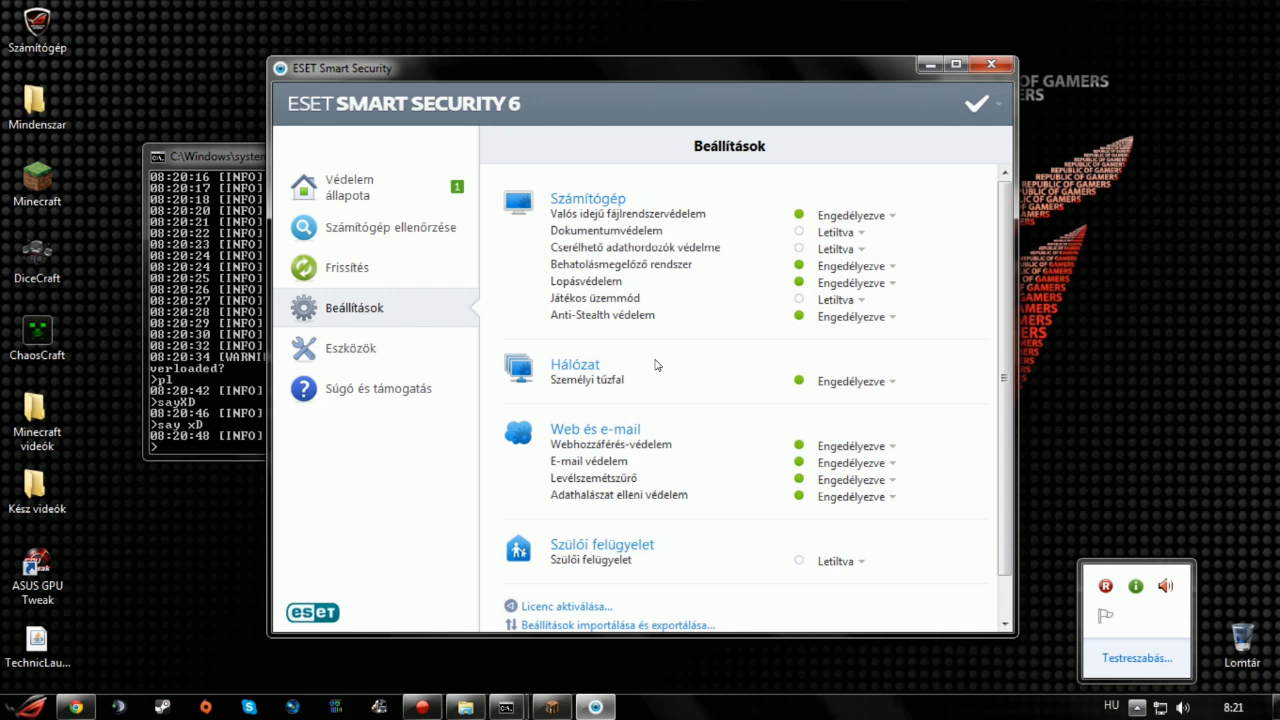 Számítógép
Mindenszar
Minecraft
DiceCraft
ChaosCraft
Minecraft
videók
Kész videók
ASUS GPU
Tweak
TechnicLau...
C:\Windows\system
08:20:16 [INFO]
08:20:17 [INFO]
08:20:18 [INFO]
08:20:20 [INFO]
08:20:21 [INFO]
08:20:22 [INFO]
08:20:23 [INFO]
08:20:24 [INFO]
08:20:24 [INFO]
08:20:25 [INFO]
08:20:26 [INFO]
08:20:27 [INFO]
08:20:28 [INFO]
08:20:29 [INFO]
08:20:30 [INFO]
08:20:32 [INFO]
08:20:34 [WARNI
verloaded?
>pl
08:20:42 [INFO]
>sayXD
08:20:46 [INFO]
>say xD
08:20:48 [INFO]
>
ESET Smart Security
ESET SMART SECURITY 6
Védelem
állapota
1
Számítógép ellenőrzése
Frissítés
Beállítások
Eszközök
Súgó és támogatás
eset
Beállítások
Számítógép
Valós idejű fájlrendszervédelem Engedélyezve
Dokumentumvédelem Letiltva
Cserélhető adathordozók védelme Letiltva
Behatolásmegelőző rendszer Engedélyezve
Lopásvédelem Engedélyezve
Játékos üzemmód Letiltva
Anti-Stealth védelem Engedélyezve
Hálózat
Személyi tűzfal Engedélyezve
Web és e-mail
Webhozzáférés-védelem Engedélyezve
E-mail védelem Engedélyezve
Levélszemétszűrő Engedélyezve
Adathalászat elleni védelem Engedélyezve
Szülői felügyelet
Szülői felügyelet Letiltva
Licenc aktiválása...
Beállítások importálása és exportálása...
OF GAMERS
ERS
REPUBLIC OF GAMERS
Testreszabás...
Lomtár
HU
8:21